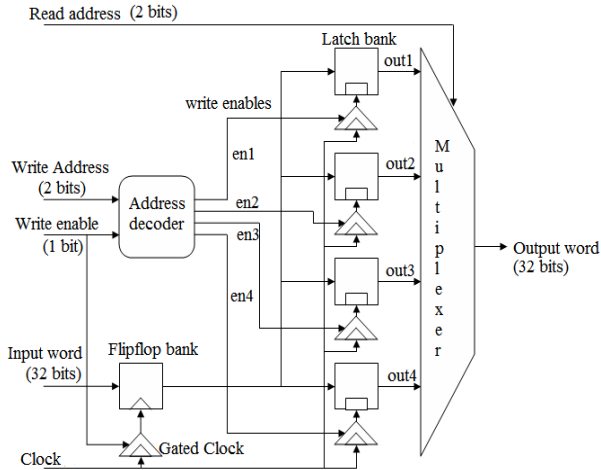 Read address (2 bits)
Latch bank
out1
write enables
en1
Write Address
(2 bits)
Address
decoder
out2
en2
Write enable
(1 bit)
en3
Multiplexer
Output word
(32 bits)
out3
en4
Input word
(32 bits)
Flipflop bank
out4
Gated Clock
Clock